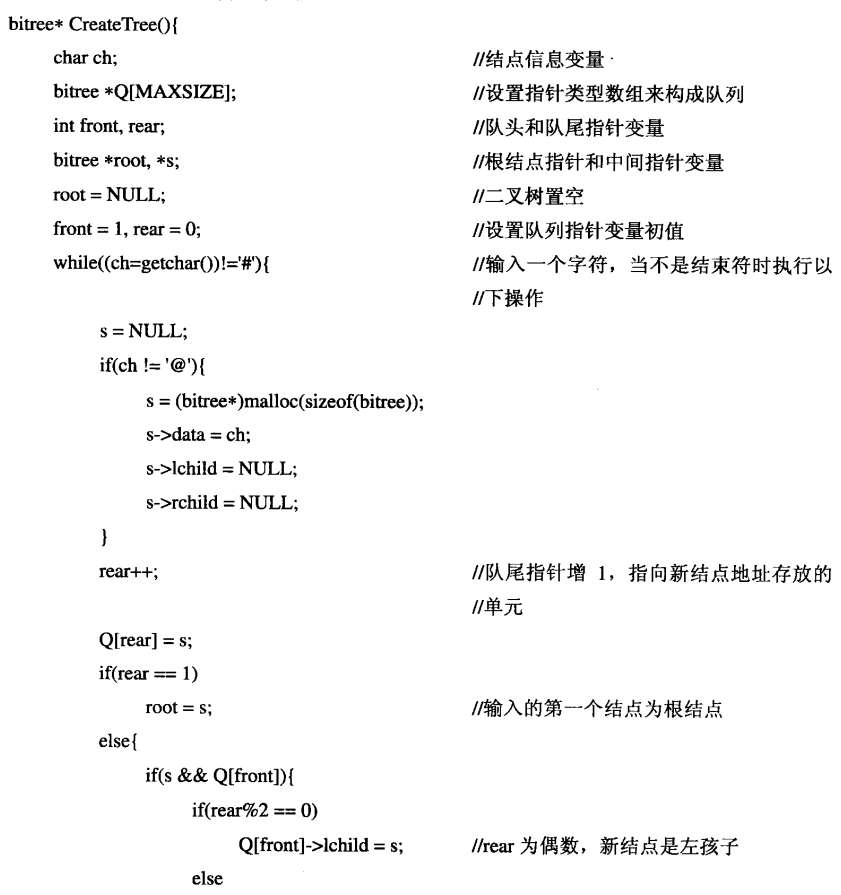 bitree* CreateTree(){
char ch; //结点信息变量
bitree *Q[MAXSIZE]; //设置指针类型数组来构成队列
int front, rear; //队头和队尾指针变量
bitree *root, *s; //根结点指针和中间指针变量
root = NULL; //二叉树置空
front = 1, rear = 0; //设置队列指针变量初值
while((ch=getchar())!='#'){ //输入一个字符，当不是结束符时执行以
//下操作
s = NULL;
if(ch != '@'){
s = (bitree*)malloc(sizeof(bitree));
s->data = ch;
s->lchild = NULL;
s->rchild = NULL;
}
rear++; //队尾指针增 1，指向新结点地址存放的
//单元
Q[rear] = s;
if(rear == 1)
root = s; //输入的第一个结点为根结点
else{
if(s && Q[front]){
if(rear%2 == 0)
Q[front]->lchild = s; //rear 为偶数，新结点是左孩子
else